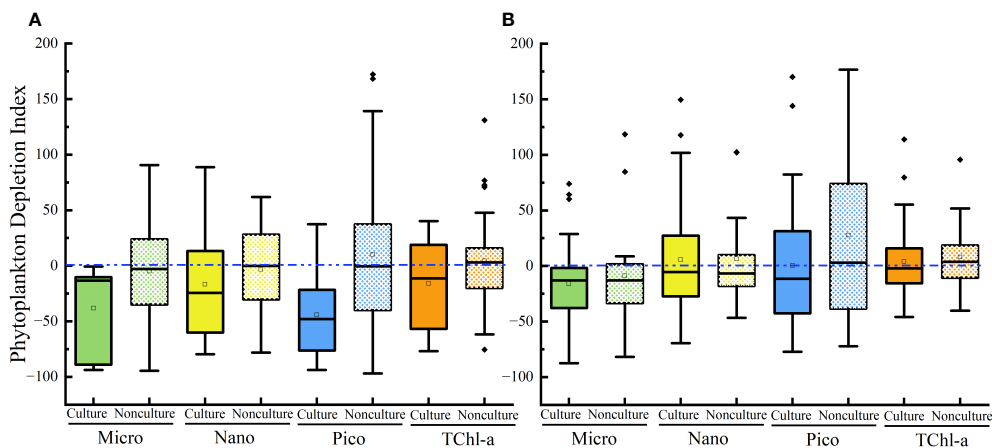 A
B
Phytoplankton Depletion Index
200
150
100
50
0
−50
−100
200
150
100
50
0
−50
−100
Culture Nonculture Culture Nonculture Culture Nonculture Culture Nonculture
Micro Nano Pico TChl-a
Culture Nonculture Culture Nonculture Culture Nonculture Culture Nonculture
Micro Nano Pico TChl-a